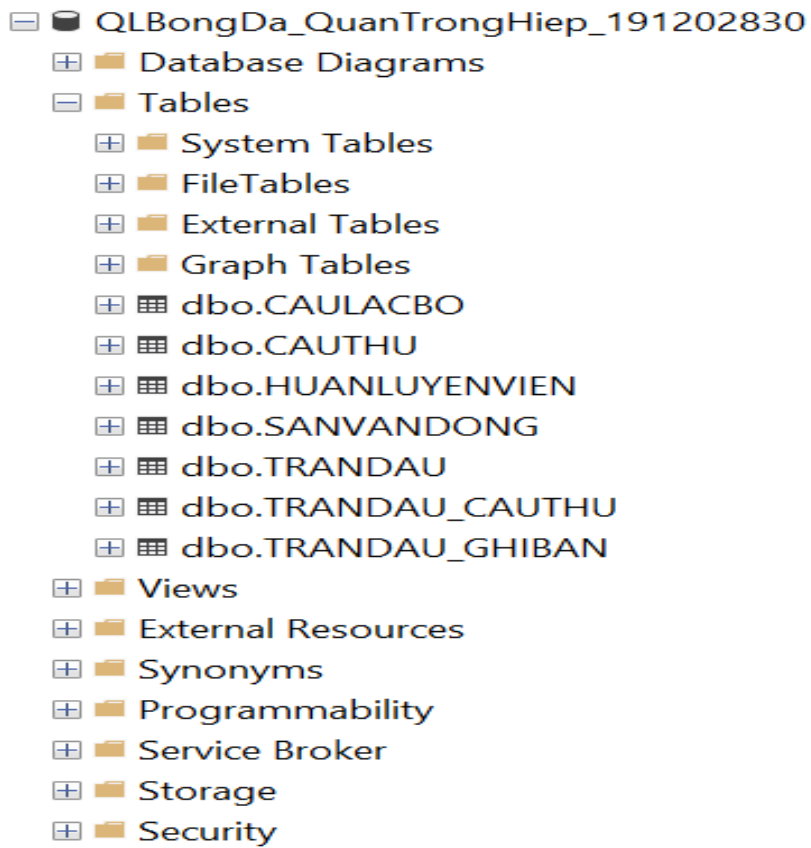 QLBongDa_QuanTrongHiep_191202830
Database Diagrams
Tables
System Tables
FileTables
External Tables
Graph Tables
dbo.CAULACBO
dbo.CAUTHU
dbo.HUANLUYENVIEN
dbo.SANVANDONG
dbo.TRANDAU
dbo.TRANDAU_CAUTHU
dbo.TRANDAU_GHIBAN
Views
External Resources
Synonyms
Programmability
Service Broker
Storage
Security